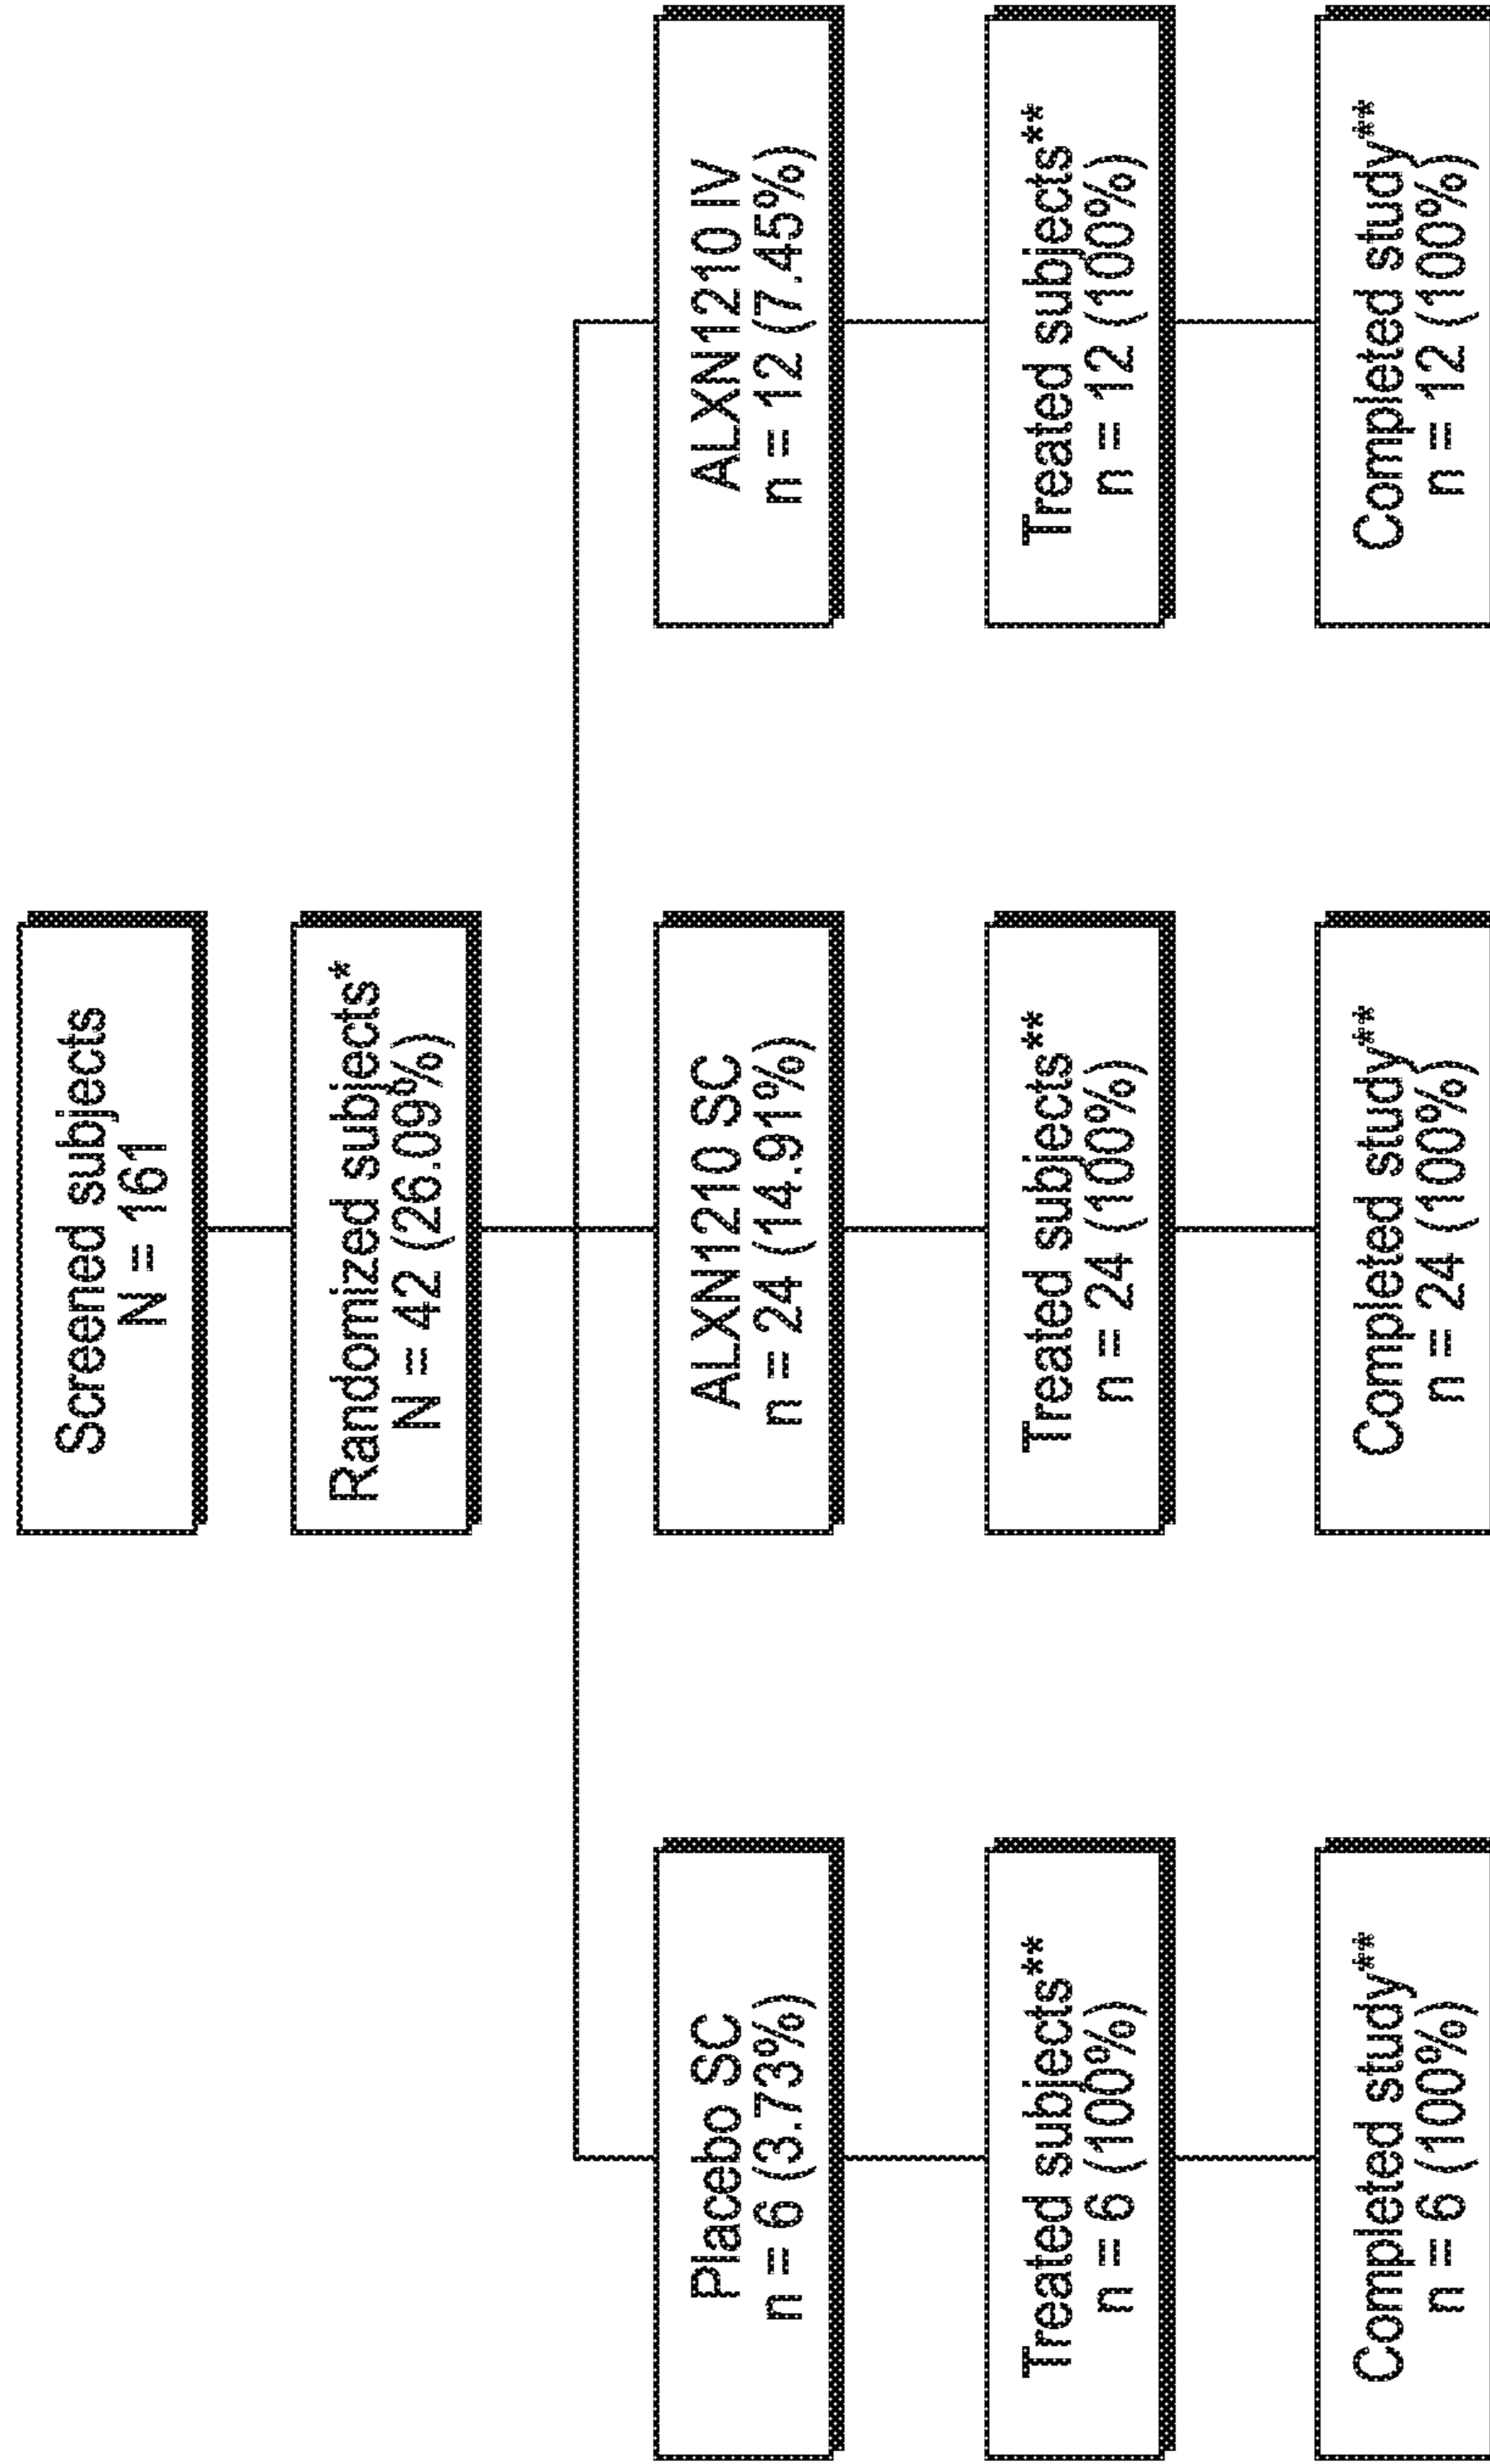 Screened subjects
N = 161
Randomized subjects*
N = 42 (26.09%)
Placebo SC
n = 6 (3.73%)
ALXN1210 SC
n = 24 (14.91%)
ALXN1210 IV
n = 12 (7.45%)
Treated subjects**
n = 6 (100%)
Treated subjects**
n = 24 (100%)
Treated subjects**
n = 12 (100%)
Completed study**
n = 6 (100%)
Completed study**
n = 24 (100%)
Completed study**
n = 12 (100%)